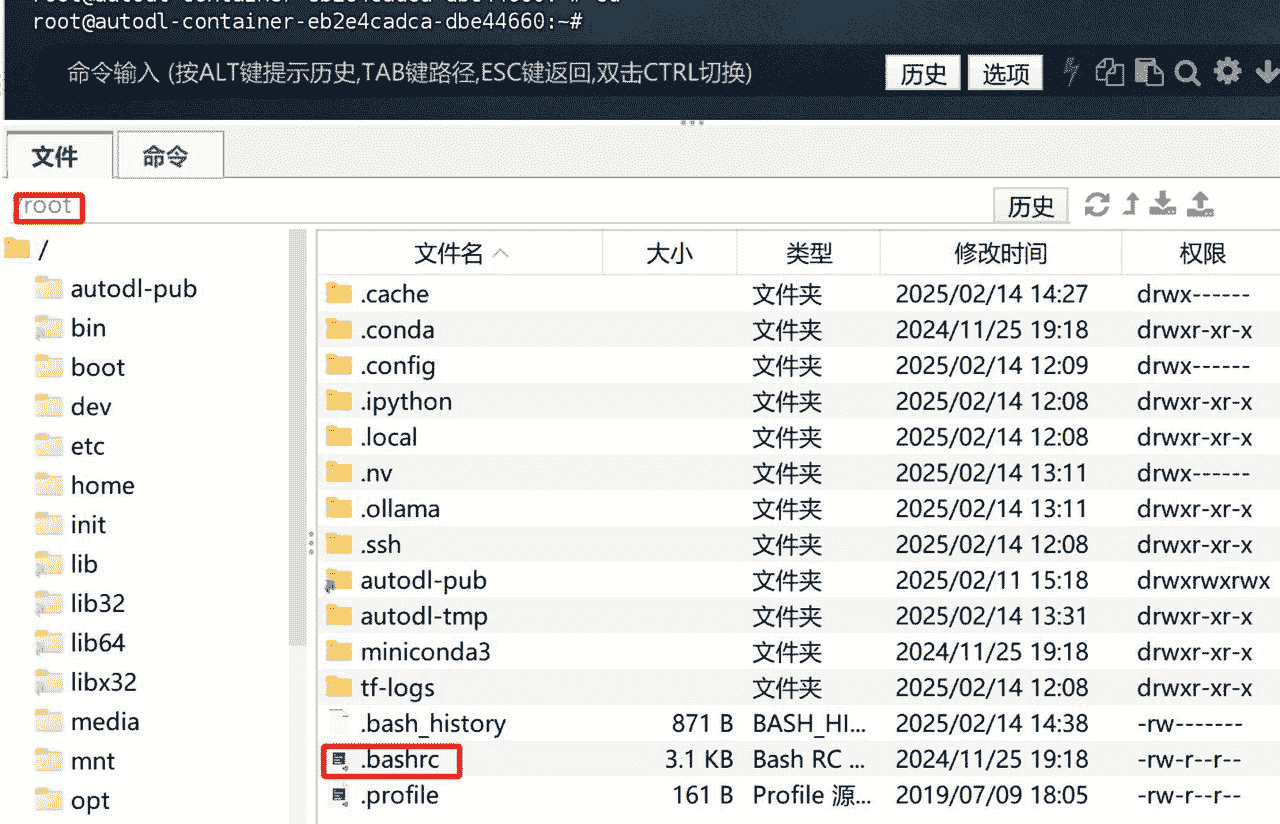 root@autodl-container-eb2e4cadca-dbe44660:~#
命令输入 (按ALT键提示历史,TAB键路径,ESC键返回,双击CTRL切换)
历史 选项
文件 命令
/root
历史
/
autodl-pub
bin
boot
dev
etc
home
init
lib
lib32
lib64
libx32
media
mnt
opt
文件名 大小 类型 修改时间 权限
.cache 文件夹 2025/02/14 14:27 drwx------
.conda 文件夹 2024/11/25 19:18 drwxr-xr-x
.config 文件夹 2025/02/14 12:09 drwx------
.ipython 文件夹 2025/02/14 12:08 drwxr-xr-x
.local 文件夹 2025/02/14 12:08 drwxr-xr-x
.nv 文件夹 2025/02/14 13:11 drwx------
.ollama 文件夹 2025/02/14 13:11 drwxr-xr-x
.ssh 文件夹 2025/02/14 12:08 drwxr-xr-x
autodl-pub 文件夹 2025/02/11 15:18 drwxrwxrwx
autodl-tmp 文件夹 2025/02/14 13:31 drwxr-xr-x
miniconda3 文件夹 2024/11/25 19:18 drwxr-xr-x
tf-logs 文件夹 2025/02/14 12:08 drwxr-xr-x
.bash_history 871 B BASH_HI... 2025/02/14 14:38 -rw-------
.bashrc 3.1 KB Bash RC ... 2024/11/25 19:18 -rw-r--r--
.profile 161 B Profile 源... 2019/07/09 18:05 -rw-r--r--